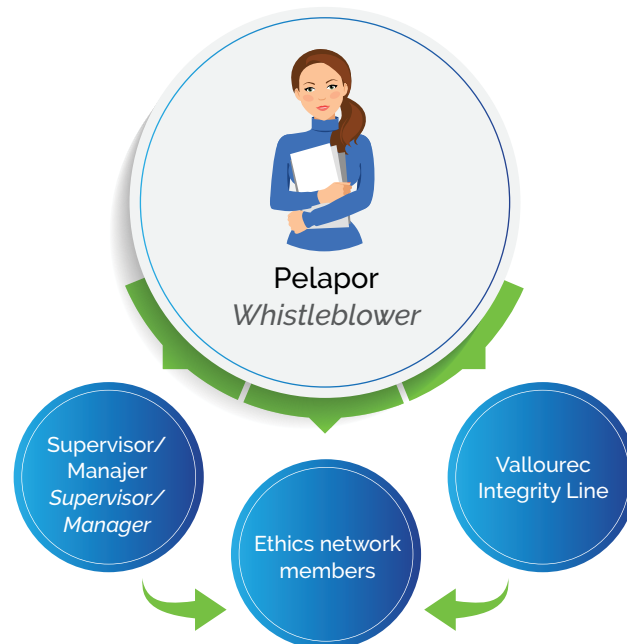 Pelapor
Whistleblower
Supervisor/
Manajer
Supervisor/
Manager
Ethics network
members
Vallourec
Integrity Line